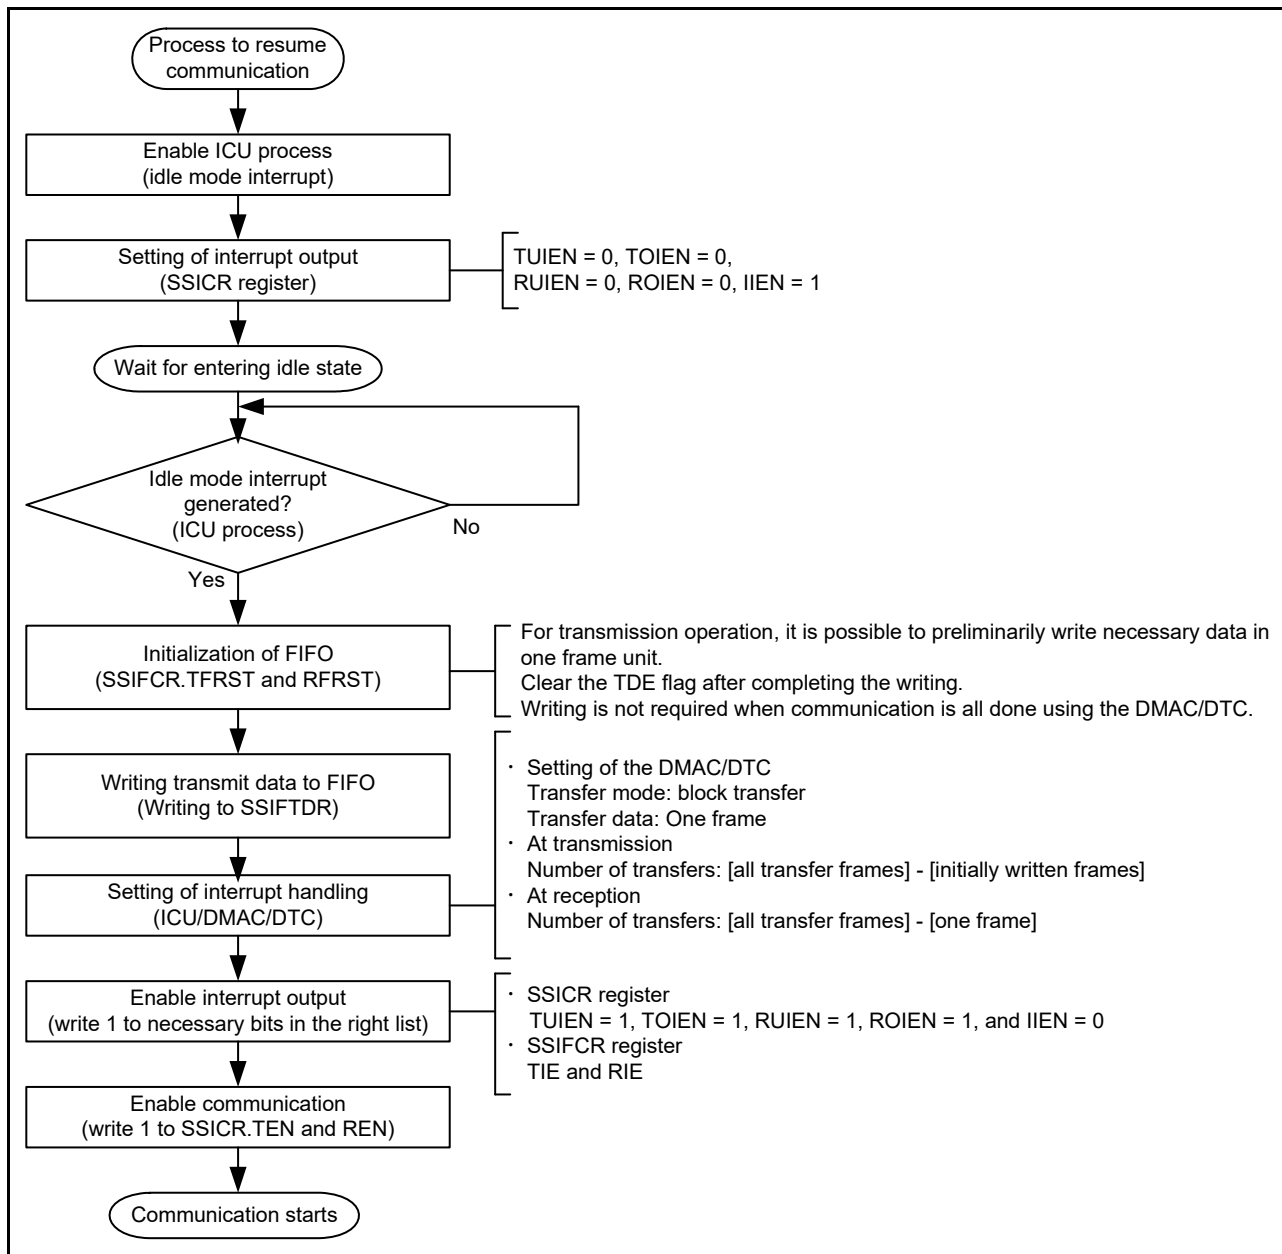 Process to resume
communication
Enable ICU process
(idle mode interrupt)
Setting of interrupt output
(SSICR register)
TUIEN = 0, TOIEN = 0,
RUIEN = 0, ROIEN = 0, IIEN = 1
Wait for entering idle state
Idle mode interrupt
generated?
(ICU process)
No
Yes
Initialization of FIFO
(SSIFCR.TFRST and RFRST)
For transmission operation, it is possible to preliminarily write necessary data in
one frame unit.
Clear the TDE flag after completing the writing.
Writing is not required when communication is all done using the DMAC/DTC.
Writing transmit data to FIFO
(Writing to SSIFTDR)
Setting of interrupt handling
(ICU/DMAC/DTC)
· Setting of the DMAC/DTC
Transfer mode: block transfer
Transfer data: One frame
· At transmission
Number of transfers: [all transfer frames] - [initially written frames]
· At reception
Number of transfers: [all transfer frames] - [one frame]
Enable interrupt output
(write 1 to necessary bits in the right list)
· SSICR register
TUIEN = 1, TOIEN = 1, RUIEN = 1, ROIEN = 1, and IIEN = 0
· SSIFCR register
TIE and RIE
Enable communication
(write 1 to SSICR.TEN and REN)
Communication starts